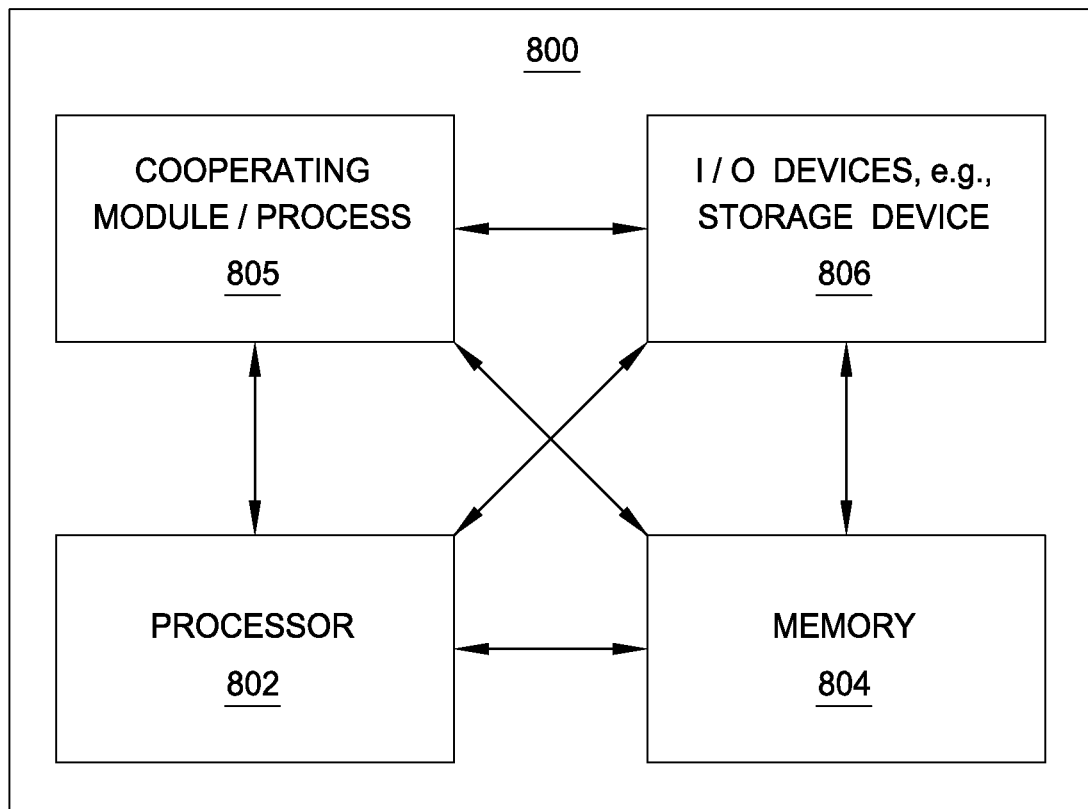 800
COOPERATING
MODULE / PROCESS
805
I / O DEVICES, e.g.,
STORAGE DEVICE
806
PROCESSOR
802
MEMORY
804